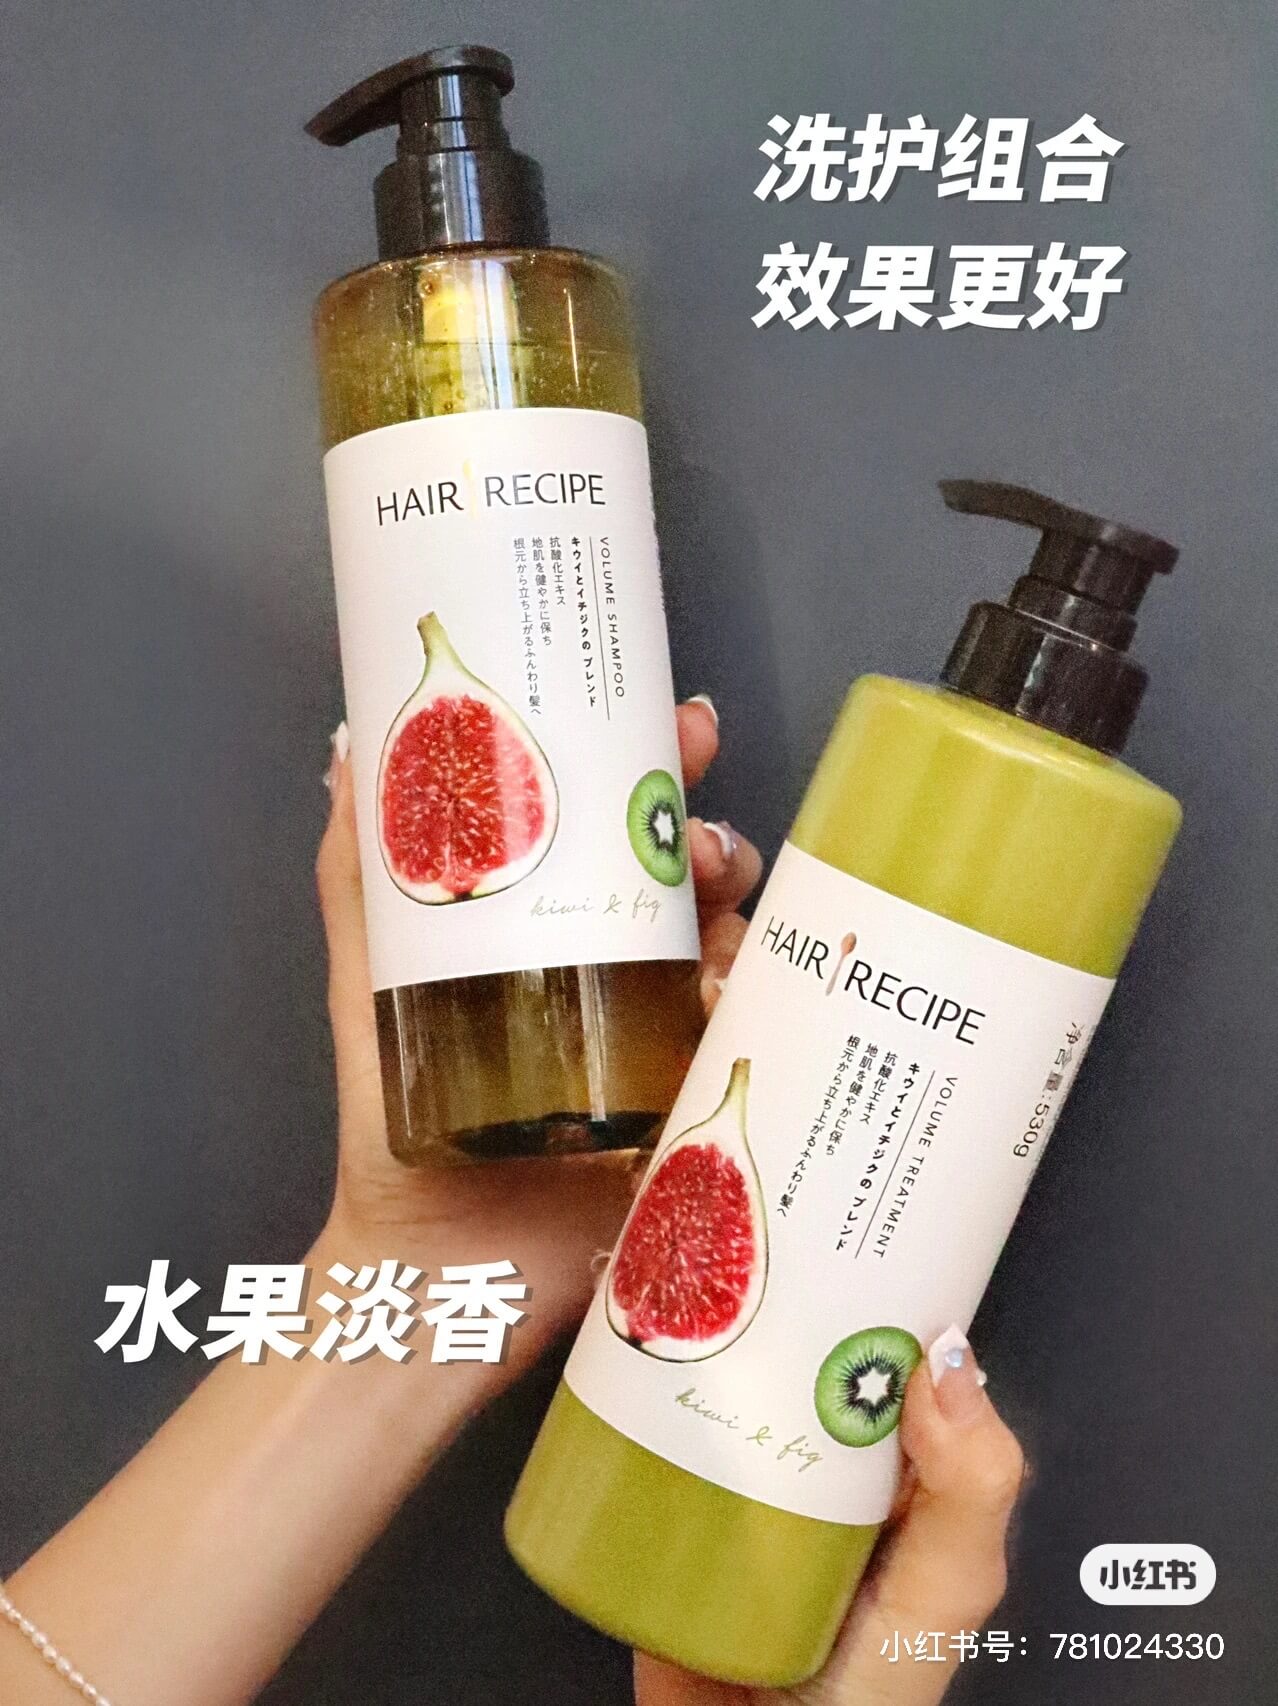 洗护组合
效果更好
HAIR RECIPE
VOLUME SHAMPOO
キウイとイチジクの ブレンド
抗酸化エキス
地肌を健やかに保ち
根元から立ち上がるふんわり髪へ
kiwi & fig
HAIR RECIPE
净含量:530g
VOLUME TREATMENT
キウイとイチジクの ブレンド
抗酸化エキス
地肌を健やかに保ち
根元から立ち上がるふんわり髪へ
kiwi & fig
水果淡香
小红书
小红书号：781024330